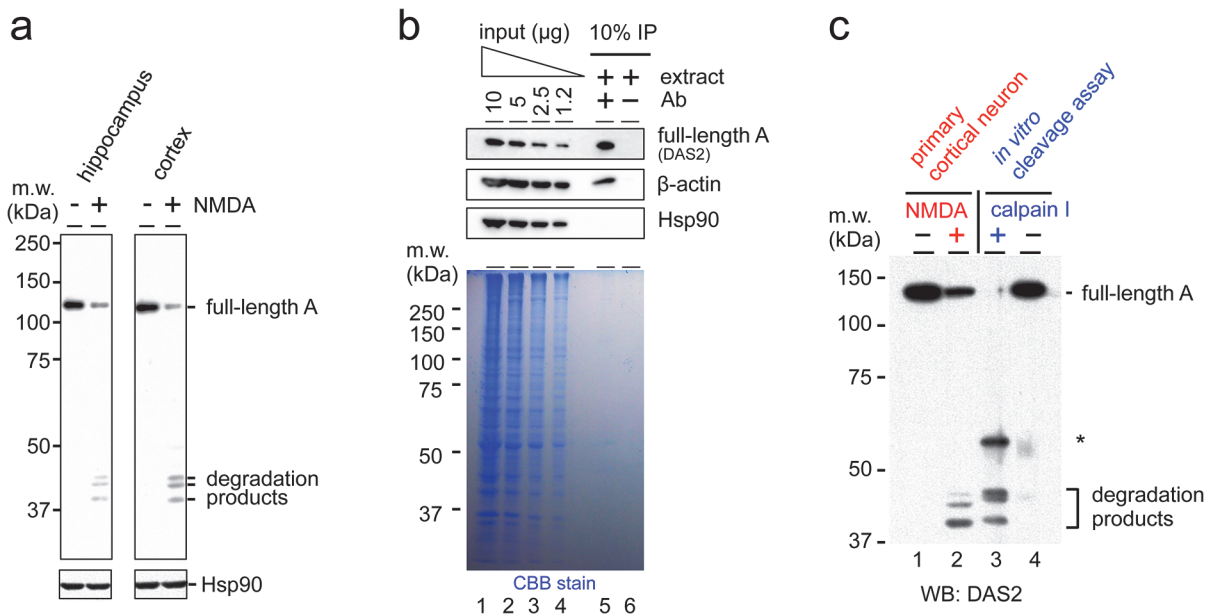 a
hippocampus
cortex
m.w.
(kDa)
- + - + NMDA
250
150
100
75
50
37
full-length A
degradation
products
Hsp90
b
input (µg)
10% IP
10 5 2.5 1.2
+ + extract
+ − Ab
full-length A
(DAS2)
β-actin
Hsp90
m.w.
(kDa)
250
150
100
75
50
37
CBB stain
1 2 3 4 5 6
c
primary
cortical neuron
in vitro
cleavage assay
NMDA calpain I
m.w.
(kDa)
− + + −
150
100
75
50
37
full-length A
*
degradation
products
1 2 3 4
WB: DAS2